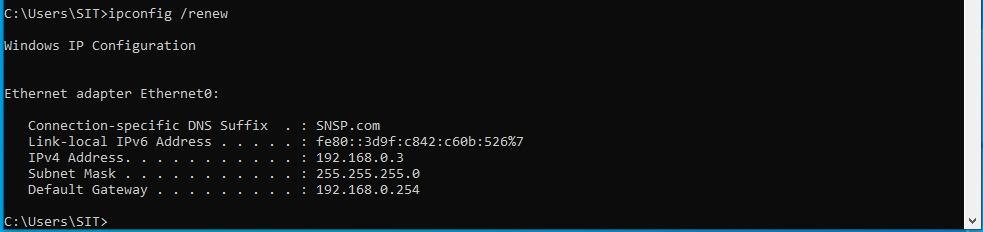 C:\Users\SIT>ipconfig /renew
Windows IP Configuration
Ethernet adapter Ethernet0:
Connection-specific DNS Suffix  . : SNSP.com
Link-local IPv6 Address . . . . . : fe80::3d9f:c842:c60b:526%7
IPv4 Address. . . . . . . . . . . : 192.168.0.3
Subnet Mask . . . . . . . . . . . : 255.255.255.0
Default Gateway . . . . . . . . . : 192.168.0.254
C:\Users\SIT>